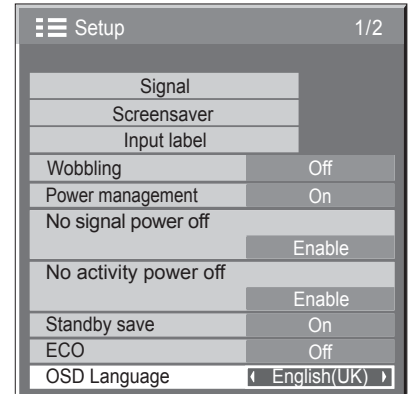 Setup 1/2
Signal
Screensaver
Input label
Wobbling Off
Power management On
No signal power off
Enable
No activity power off
Enable
Standby save On
ECO Off
OSD Language English(UK)